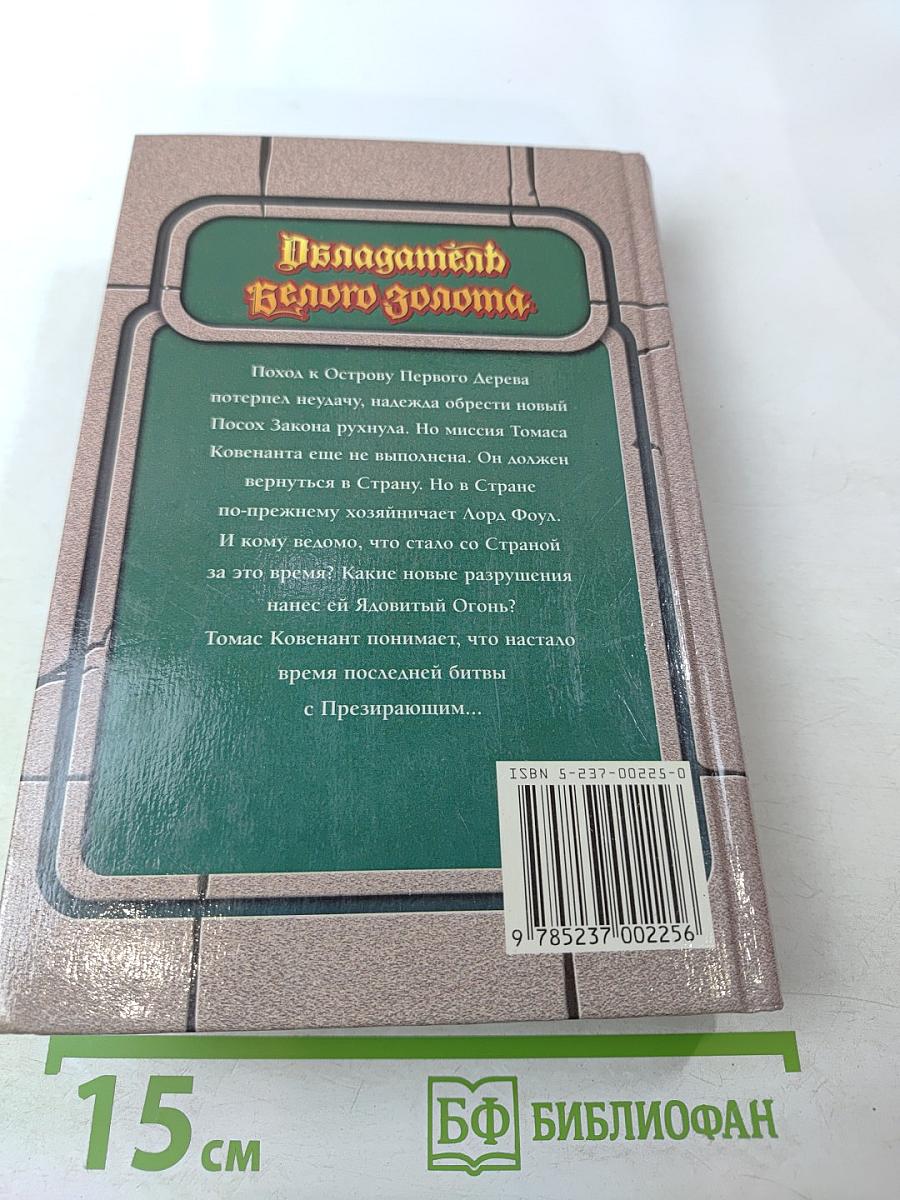 Обладатель
Белого Золота
Поход к Острову Первого Дерева
потерпел неудачу, надежда обрести новый
Посох Закона рухнула. Но миссия Томаса
Ковенанта еще не выполнена. Он должен
вернуться в Страну. Но в Стране
по-прежнему хозяйничает Лорд Фоул.
И кому ведомо, что стало со Страной
за это время? Какие новые разрушения
нанес ей Ядовитый Огонь?
Томас Ковенант понимает, что настало
время последней битвы
с Презирающим...
ISBN 5-237-00225-0
9 785237 002256
15 см
БФ БИБЛИОФАН